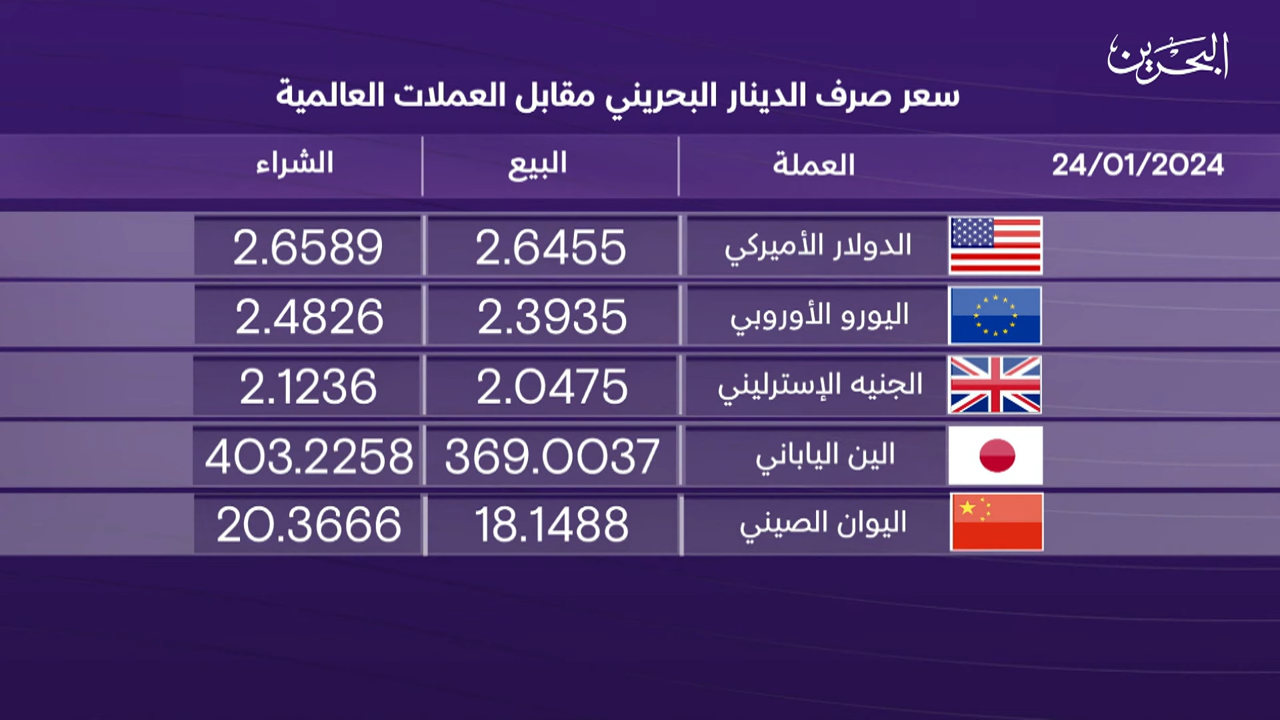 البحرين
سعر صرف الدينار البحريني مقابل العملات العالمية
24/01/2024 العملة البيع الشراء
الدولار الأميركي 2.6455 2.6589
اليورو الأوروبي 2.3935 2.4826
الجنيه الإسترليني 2.0475 2.1236
الين الياباني 369.0037 403.2258
اليوان الصيني 18.1488 20.3666